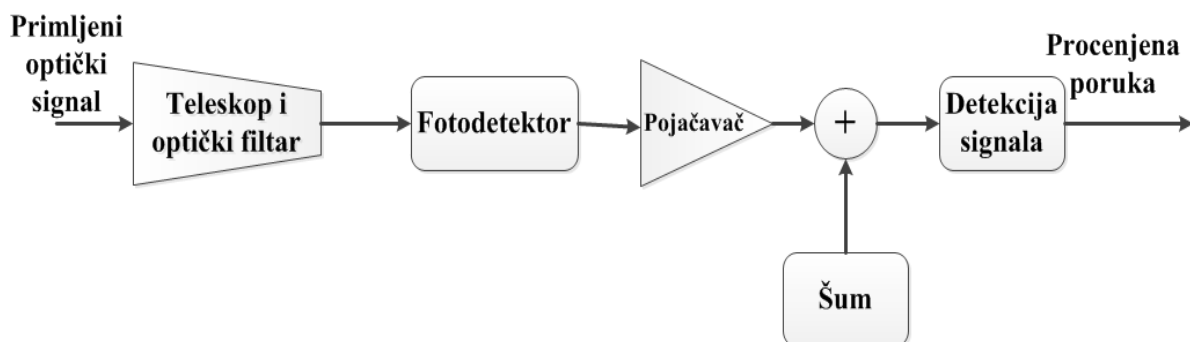 Primljeni
optički
signal
Teleskop i
optički filtar
Fotodetektor
Pojačavač
+
Detekcija
signala
Procenjena
poruka
Šum